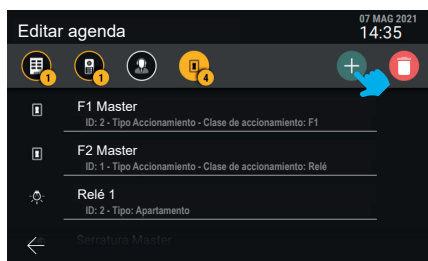 Editar agenda
07 MAG 2021
14:35
1
1
4
F1 Master
ID: 2 - Tipo Accionamiento - Clase de accionamiento: F1
F2 Master
ID: 1 - Tipo Accionamiento - Clase de accionamiento: Relé
Relé 1
ID: 2 - Tipo: Apartamento
Serratura Master